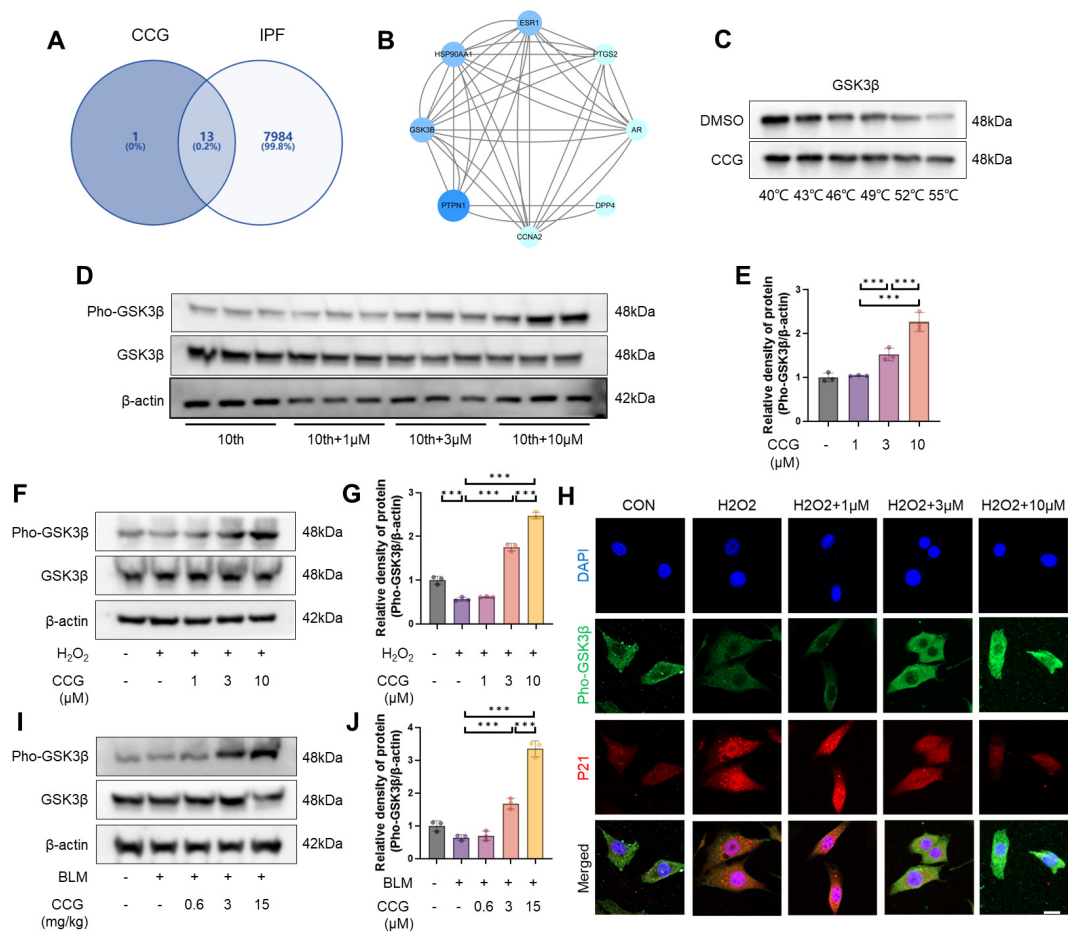 A
CCG IPF
1
(0%)
13
(0.2%)
7984
(99.8%)
B
ESR1
HSP90AA1
PTGS2
GSK3B
AR
PTPN1
DPP4
CCNA2
C
GSK3β
DMSO 48kDa
CCG 48kDa
40℃ 43℃ 46℃ 49℃ 52℃ 55℃
D
Pho-GSK3β 48kDa
GSK3β 48kDa
β-actin 42kDa
10th 10th+1μM 10th+3μM 10th+10μM
E
Relative density of protein
(Pho-GSK3β/β-actin)
3
2
1
0
*** ***
***
CCG - 1 3 10
(μM)
F
Pho-GSK3β 48kDa
GSK3β 48kDa
β-actin 42kDa
H2O2 - + + + +
CCG - - 1 3 10
(μM)
G
Relative density of protein
(Pho-GSK3β/β-actin)
3
2
1
0
***
*** *** ***
H2O2 - + + + +
CCG - - 1 3 10
(μM)
H
CON H2O2 H2O2+1μM H2O2+3μM H2O2+10μM
DAPI
Pho-GSK3β
P21
Merged
I
Pho-GSK3β 48kDa
GSK3β 48kDa
β-actin 42kDa
BLM - + + + +
CCG - - 0.6 3 15
(mg/kg)
J
Relative density of protein
(Pho-GSK3β/β-actin)
4
3
2
1
0
***
*** ***
BLM - + + + +
CCG - - 0.6 3 15
(μM)